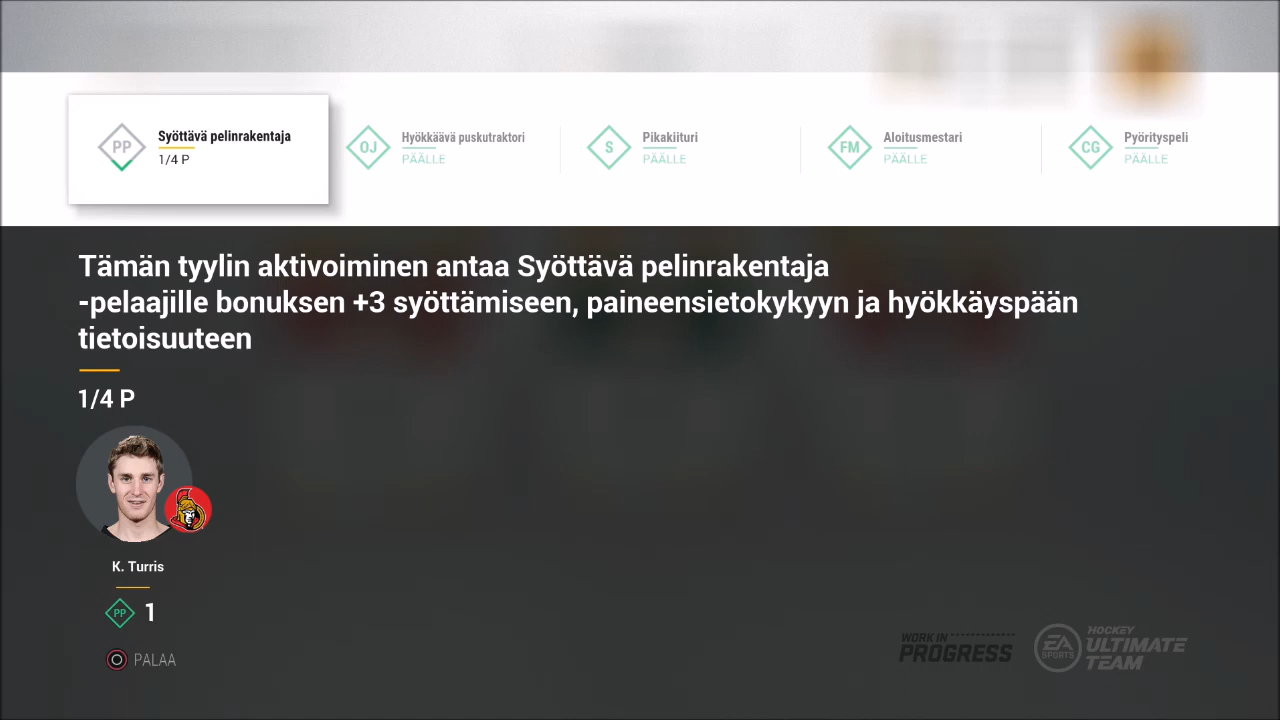 PP
Syöttävä pelinrakentaja
1/4 P
OJ
Hyökkäävä puskutraktori
PÄÄLLE
S
Pikakiituri
PÄÄLLE
FM
Aloitusmestari
PÄÄLLE
CG
Pyörityspeli
PÄÄLLE
Tämän tyylin aktivoiminen antaa Syöttävä pelinrakentaja
-pelaajille bonuksen +3 syöttämiseen, paineensietokykyyn ja hyökkäyspään
tietoisuuteen
1/4 P
K. Turris
PP 1
PALAA
WORK IN
PROGRESS
EA
SPORTS
HOCKEY
ULTIMATE
TEAM